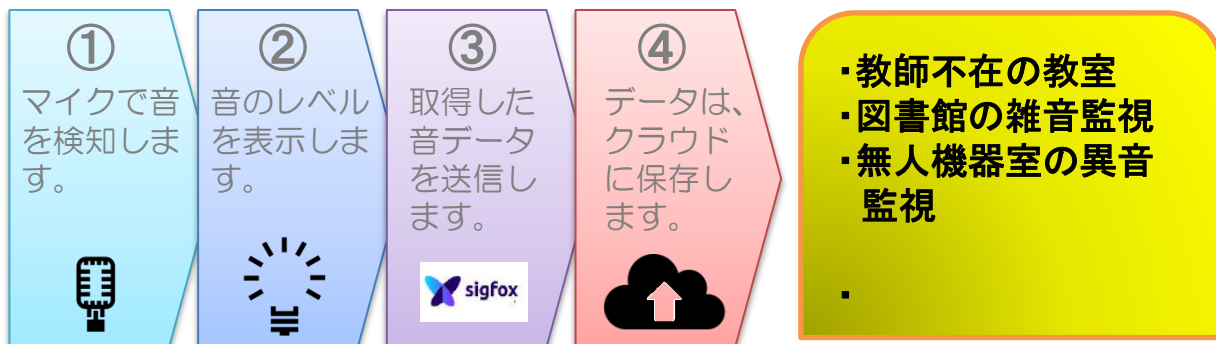 ①
マイクで音
を検知しま
す。
②
音のレベル
を表示しま
す。
③
取得した
音データ
を送信し
ます。
sigfox
④
データは、
クラウド
に保存し
ます。
・教師不在の教室
・図書館の雑音監視
・無人機器室の異音
監視
・